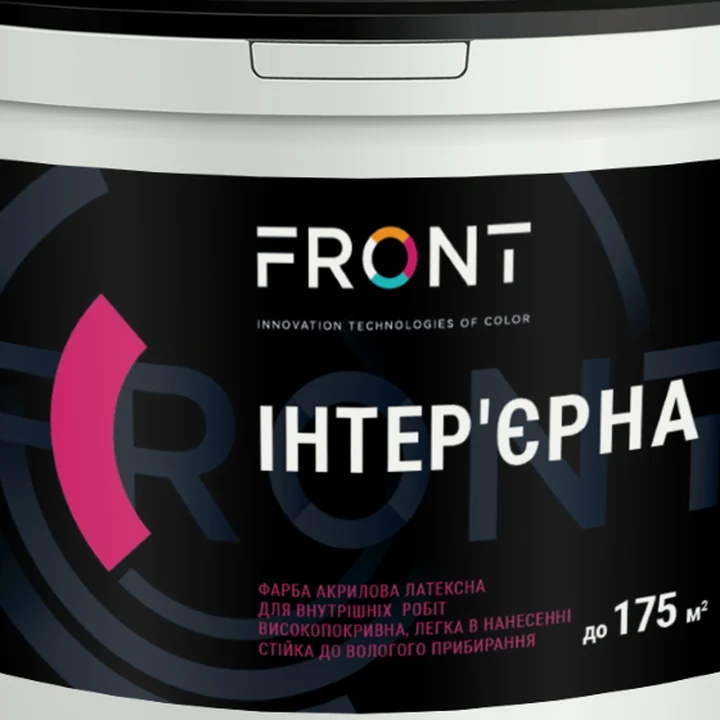 FRONT
INNOVATION TECHNOLOGIES OF COLOR
ІНТЕР'ЄРНА
ФАРБА АКРИЛОВА ЛАТЕКСНА
ДЛЯ ВНУТРІШНІХ РОБІТ
ВИСОКОПОКРИВНА, ЛЕГКА В НАНЕСЕННІ
СТІЙКА ДО ВОЛОГОГО ПРИБИРАННЯ
до 175 м²
FRONT